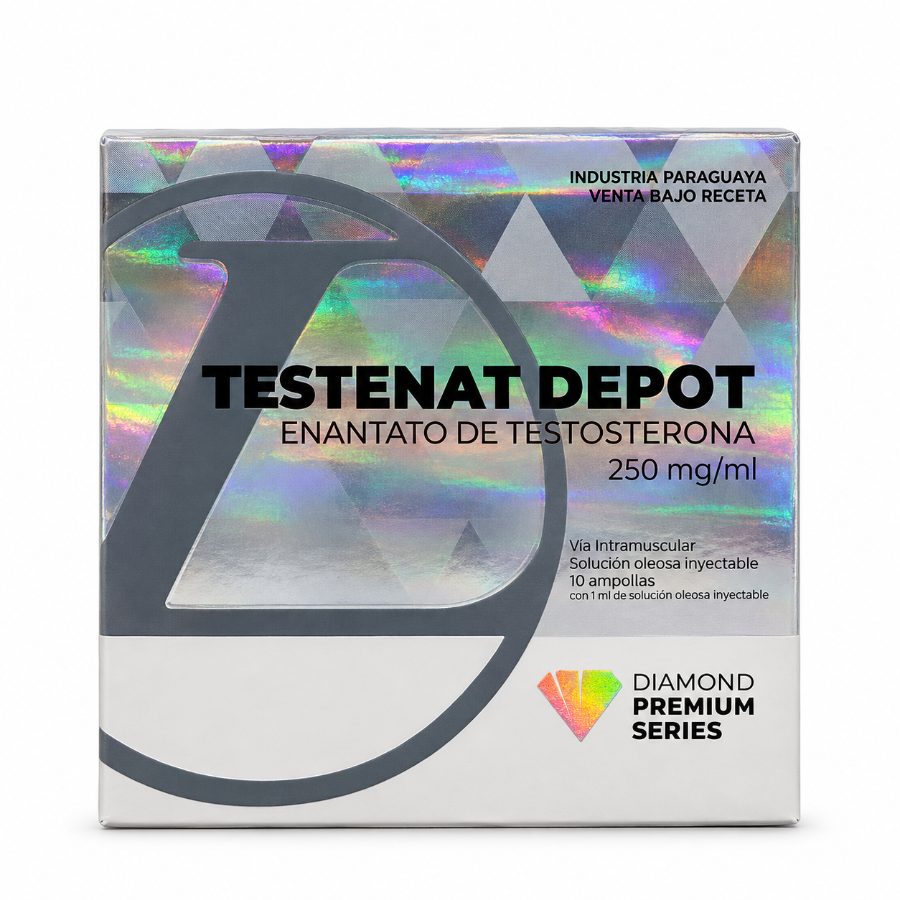 INDUSTRIA PARAGUAYA
VENTA BAJO RECETA
TESTENAT DEPOT
ENANTATO DE TESTOSTERONA
250 mg/ml
Vía Intramuscular
Solución oleosa inyectable
10 ampollas
con 1 ml de solución oleosa inyectable
DIAMOND
PREMIUM
SERIES